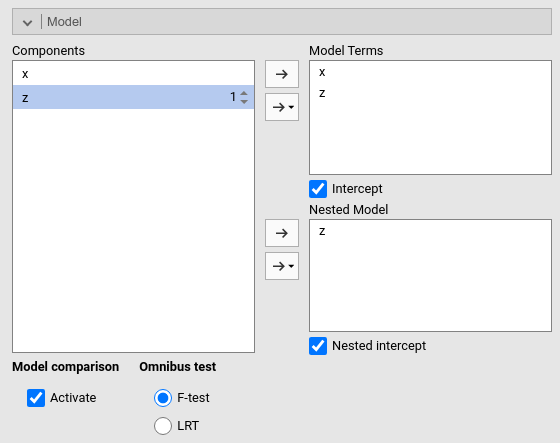 Model
Components
x
z 1
Model Terms
x
z
Intercept
Nested Model
z
Nested intercept
Model comparison
Activate
Omnibus test
F-test
LRT